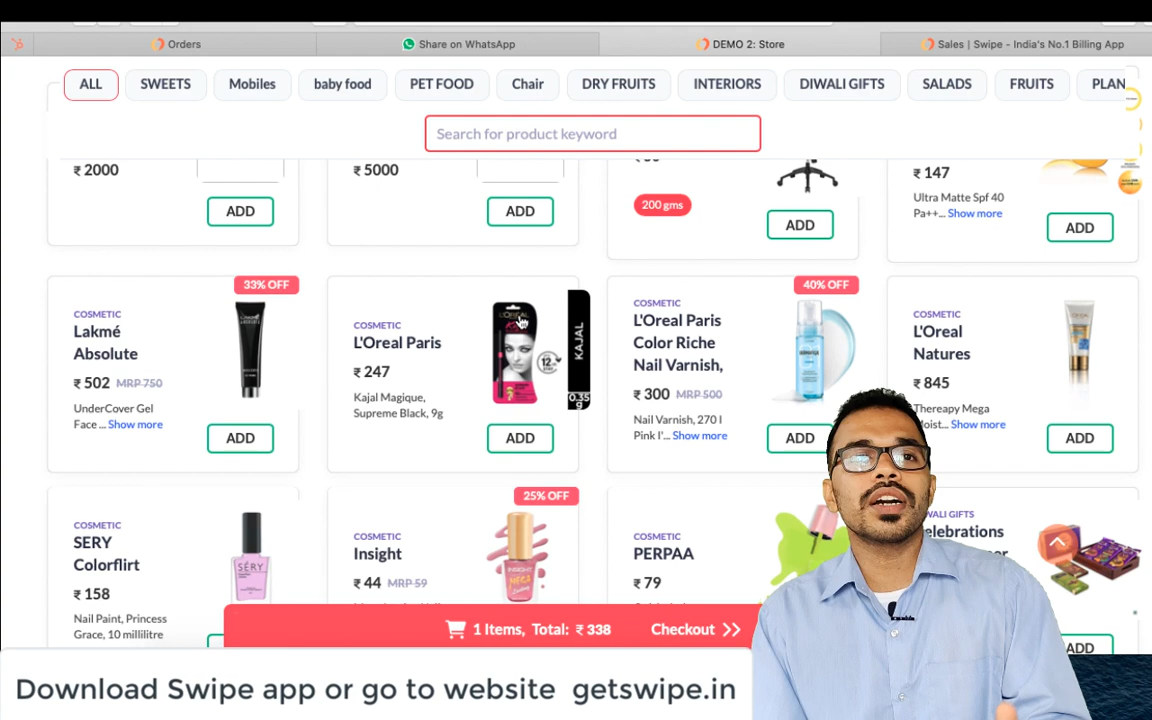 Orders
Share on WhatsApp
DEMO 2: Store
Sales | Swipe - India's No.1 Billing App
ALL
SWEETS
Mobiles
baby food
PET FOOD
Chair
DRY FRUITS
INTERIORS
DIWALI GIFTS
SALADS
FRUITS
PLAN
Search for product keyword
₹ 2000
ADD
₹ 5000
ADD
200 gms
ADD
₹ 147
Ultra Matte Spf 40
Pa++... Show more
ADD
33% OFF
COSMETIC
Lakmé
Absolute
₹ 502 MRP 750
UnderCover Gel
Face ... Show more
ADD
COSMETIC
L'Oreal Paris
₹ 247
Kajal Magique,
Supreme Black, 9g
KAJAL
ADD
40% OFF
COSMETIC
L'Oreal Paris
Color Riche
Nail Varnish,
₹ 300 MRP 500
Nail Varnish, 270 I
Pink I'... Show more
ADD
COSMETIC
L'Oreal
Natures
₹ 845
Thereapy Mega
Show more
ADD
COSMETIC
SERY
Colorflirt
₹ 158
Nail Paint, Princess
Grace, 10 millilitre
SÉRY
25% OFF
COSMETIC
Insight
₹ 44 MRP 59
COSMETIC
PERPAA
₹ 79
GIFTS
ADD
1 Items, Total: ₹ 338
Checkout >>
Download Swipe app or go to website getswipe.in